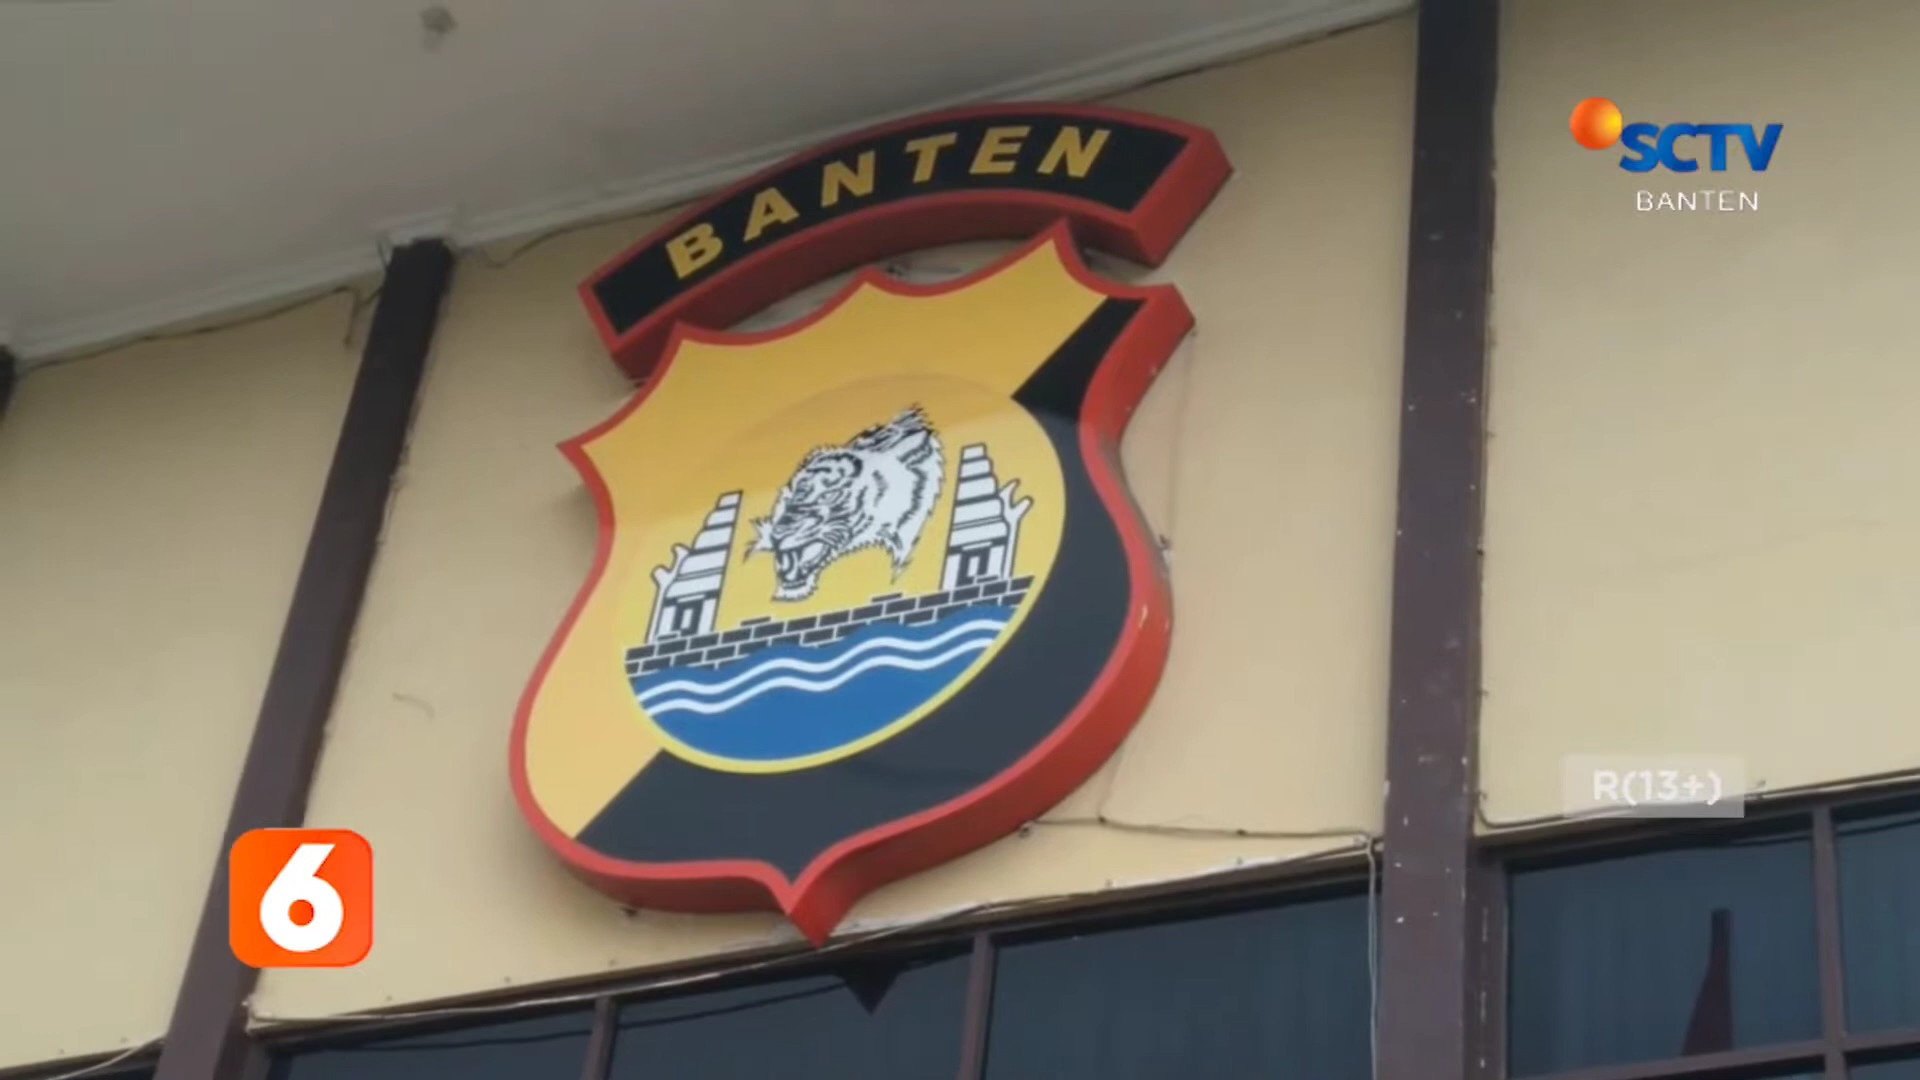 BANTEN
SCTV
BANTEN
R(13+)
6